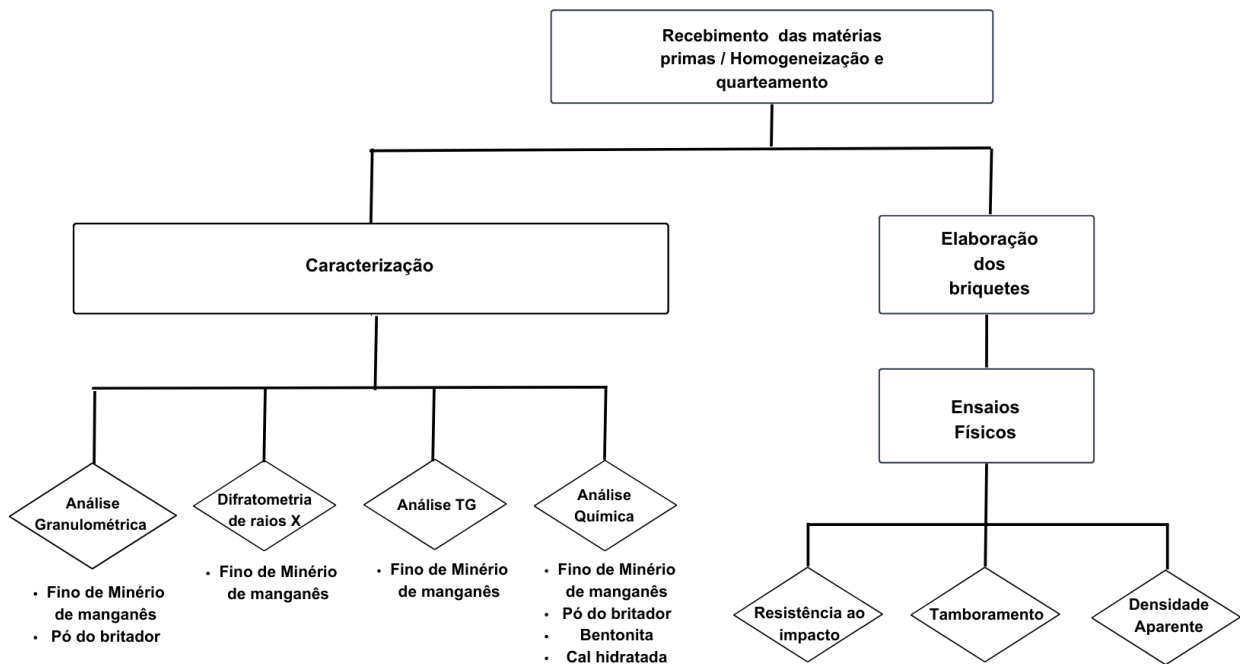 Recebimento das matérias
primas / Homogeneização e
quarteamento
Caracterização
Elaboração
dos
briquetes
Ensaios
Físicos
Análise
Granulométrica
Difratometria
de raios X
Análise TG
Análise
Química
• Fino de Minério
de manganês
• Pó do britador
• Fino de Minério
de manganês
• Fino de Minério
de manganês
• Fino de Minério
de manganês
• Pó do britador
• Bentonita
• Cal hidratada
Resistência ao
impacto
Tamboramento
Densidade
Aparente